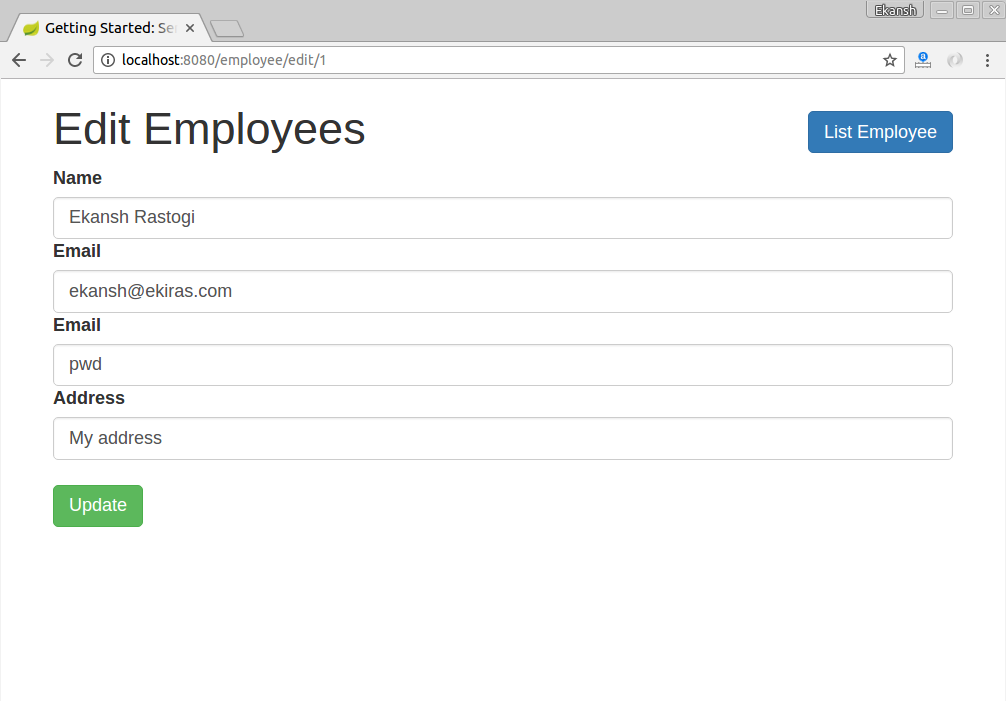 Ekansh
Getting Started: Se
localhost:8080/employee/edit/1
Edit Employees
List Employee
Name
Ekansh Rastogi
Email
ekansh@ekiras.com
Email
pwd
Address
My address
Update